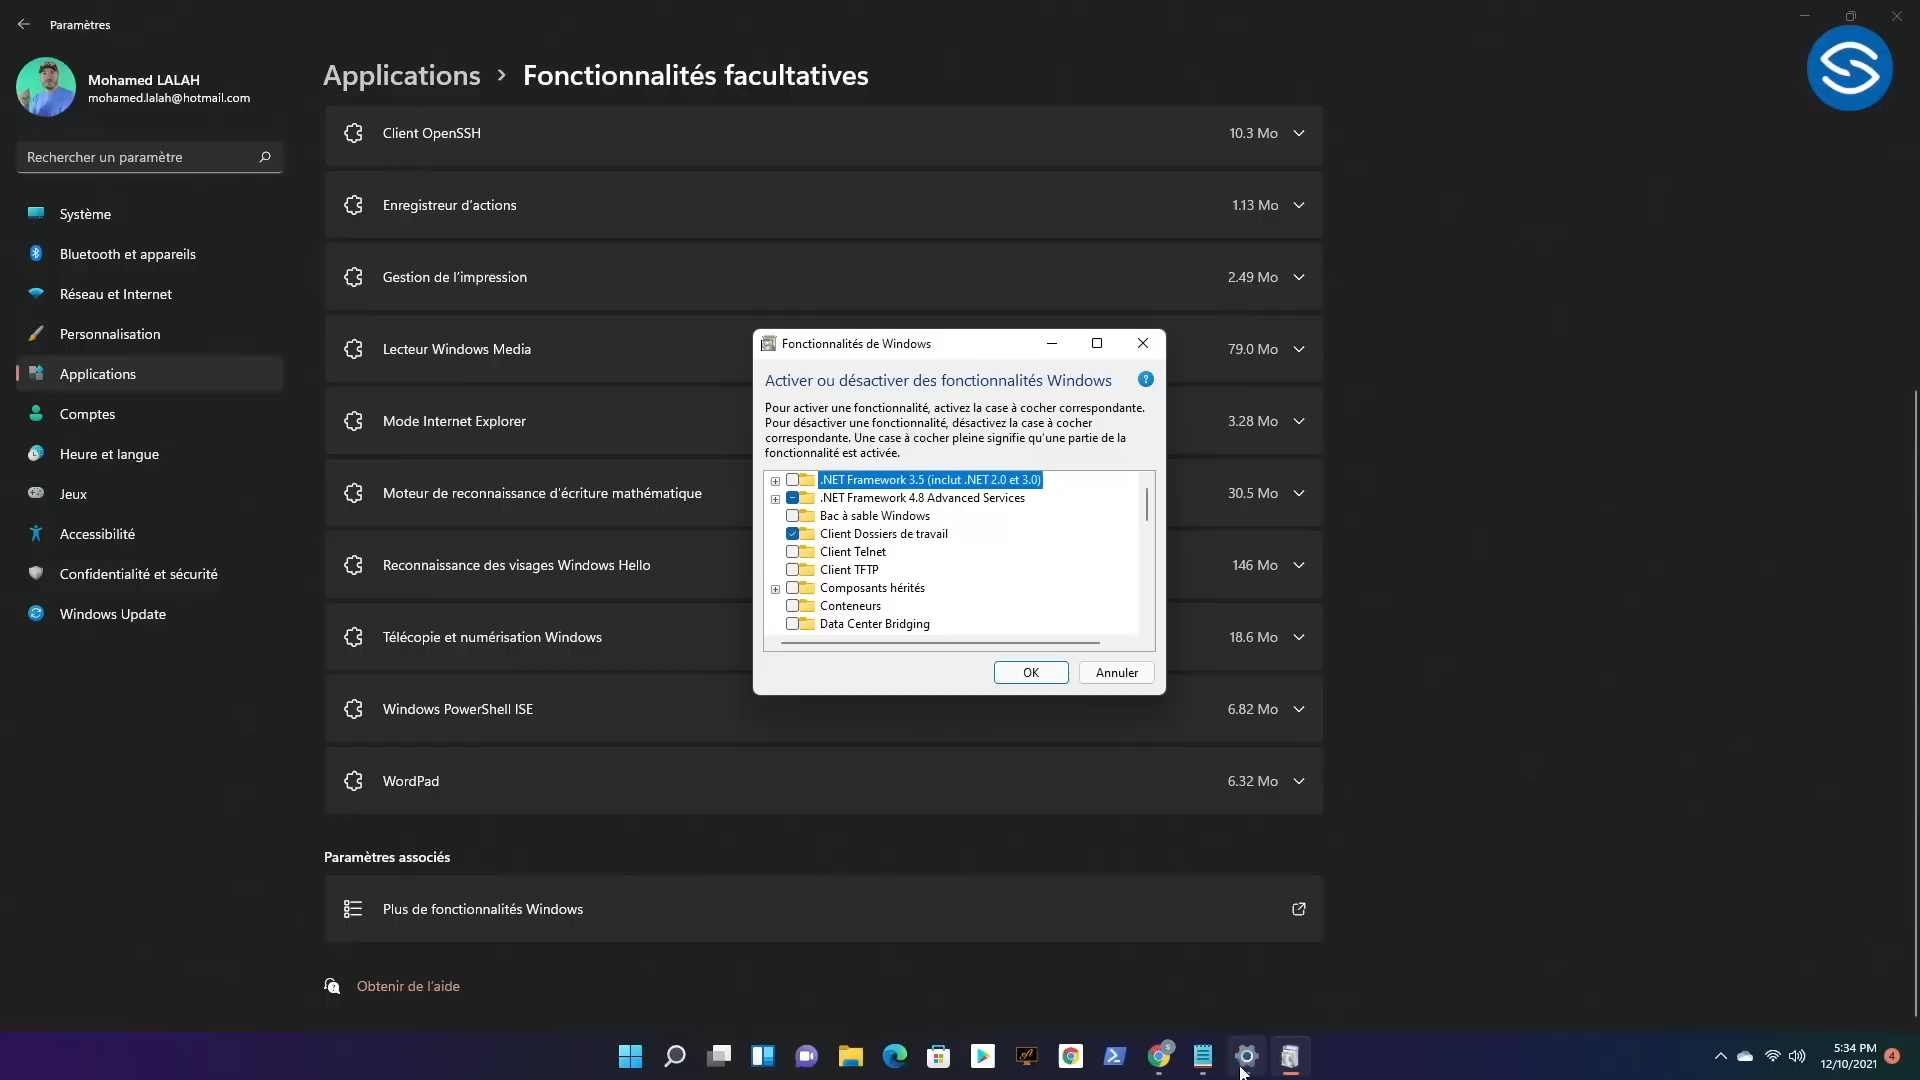 Paramètres
Mohamed LALAH
mohamed.lalah@hotmail.com
Rechercher un paramètre
Système
Bluetooth et appareils
Réseau et Internet
Personnalisation
Applications
Comptes
Heure et langue
Jeux
Accessibilité
Confidentialité et sécurité
Windows Update
Applications > Fonctionnalités facultatives
Client OpenSSH 10.3 Mo
Enregistreur d'actions 1.13 Mo
Gestion de l'impression 2.49 Mo
Lecteur Windows Media 79.0 Mo
Mode Internet Explorer 3.28 Mo
Moteur de reconnaissance d'écriture mathématique 30.5 Mo
Reconnaissance des visages Windows Hello 146 Mo
Télécopie et numérisation Windows 18.6 Mo
Windows PowerShell ISE 6.82 Mo
WordPad 6.32 Mo
Paramètres associés
Plus de fonctionnalités Windows
Obtenir de l'aide
Fonctionnalités de Windows
Activer ou désactiver des fonctionnalités Windows
Pour activer une fonctionnalité, activez la case à cocher correspondante.
Pour désactiver une fonctionnalité, désactivez la case à cocher
correspondante. Une case à cocher pleine signifie qu'une partie de la
fonctionnalité est activée.
.NET Framework 3.5 (inclut .NET 2.0 et 3.0)
.NET Framework 4.8 Advanced Services
Bac à sable Windows
Client Dossiers de travail
Client Telnet
Client TFTP
Composants hérités
Conteneurs
Data Center Bridging
OK Annuler
5:34 PM
12/10/2021
4